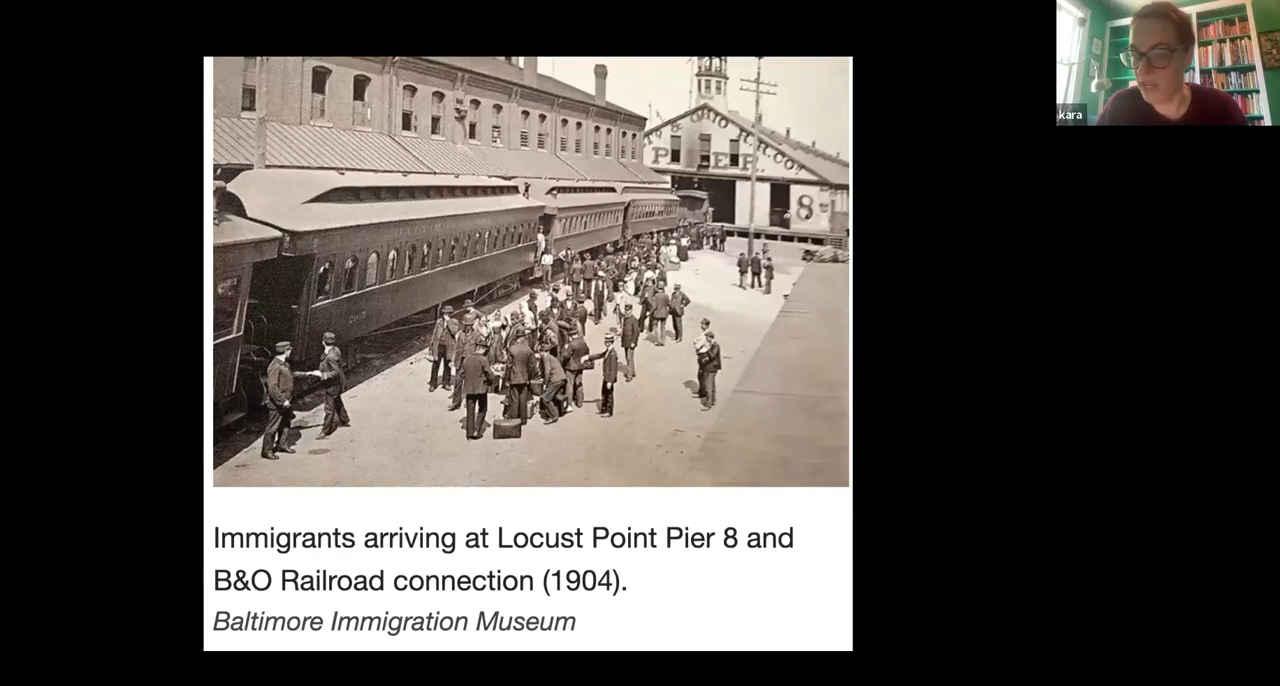 & OHIO R.R. CO.
PIER
8
kara
Immigrants arriving at Locust Point Pier 8 and
B&O Railroad connection (1904).
Baltimore Immigration Museum